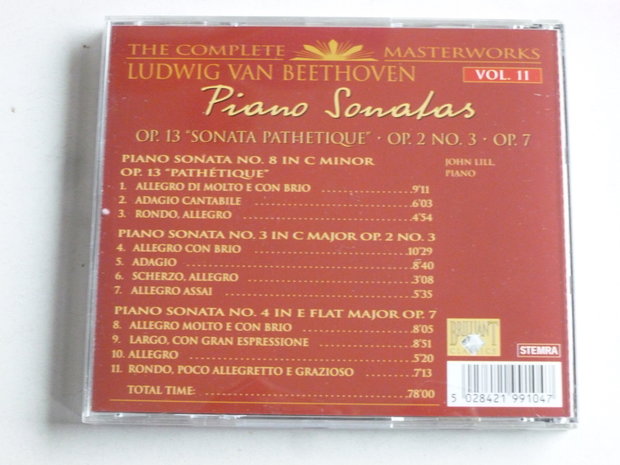 THE COMPLETE MASTERWORKS
LUDWIG VAN BEETHOVEN VOL. 11
Piano Sonatas
OP. 13 "SONATA PATHETIQUE" · OP. 2 NO. 3 · OP. 7
PIANO SONATA NO. 8 IN C MINOR
OP. 13 "PATHÉTIQUE"
JOHN LILL
PIANO
1. ALLEGRO DI MOLTO E CON BRIO 9'11
2. ADAGIO CANTABILE 6'03
3. RONDO, ALLEGRO 4'54
PIANO SONATA NO. 3 IN C MAJOR OP. 2 NO. 3
4. ALLEGRO CON BRIO 10'29
5. ADAGIO 8'40
6. SCHERZO, ALLEGRO 3'08
7. ALLEGRO ASSAI 5'35
PIANO SONATA NO. 4 IN E FLAT MAJOR OP. 7
8. ALLEGRO MOLTO E CON BRIO 8'05
9. LARGO, CON GRAN ESPRESSIONE 8'51
10. ALLEGRO 5'20
11. RONDO, POCO ALLEGRETTO E GRAZIOSO 7'13
TOTAL TIME: 78'00
BRILLIANT
CLASSICS
STEMRA
5 028421 991047